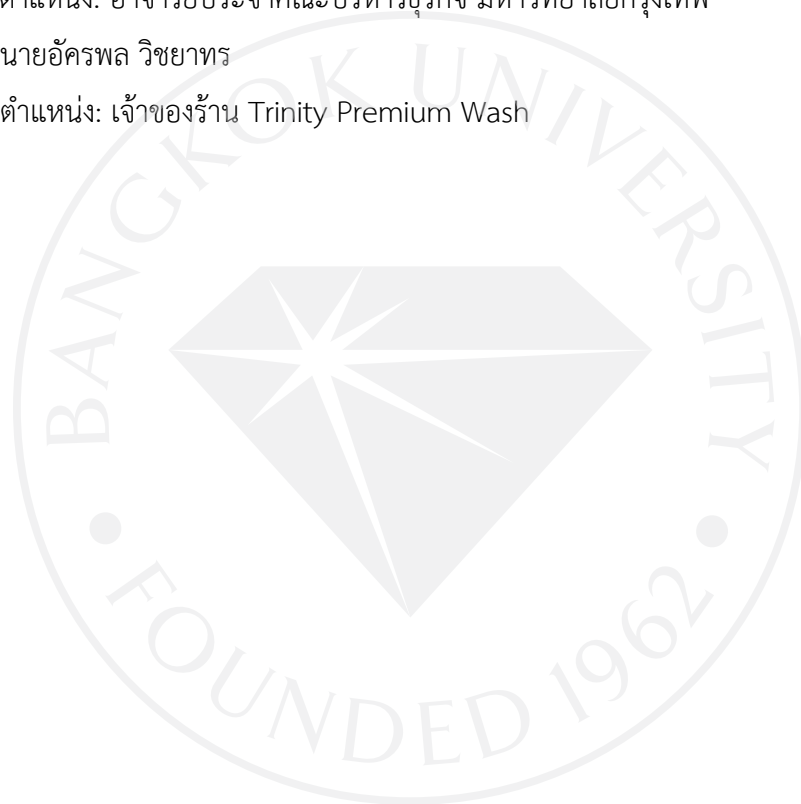 ตำแหน่ง: อาจารย์ประจำคณะบริหารธุรกิจ มหาวิทยาลัยกรุงเทพ
นายอัครพล วิชยาทร
ตำแหน่ง: เจ้าของร้าน Trinity Premium Wash
BANGKOK UNIVERSITY
FOUNDED 1962